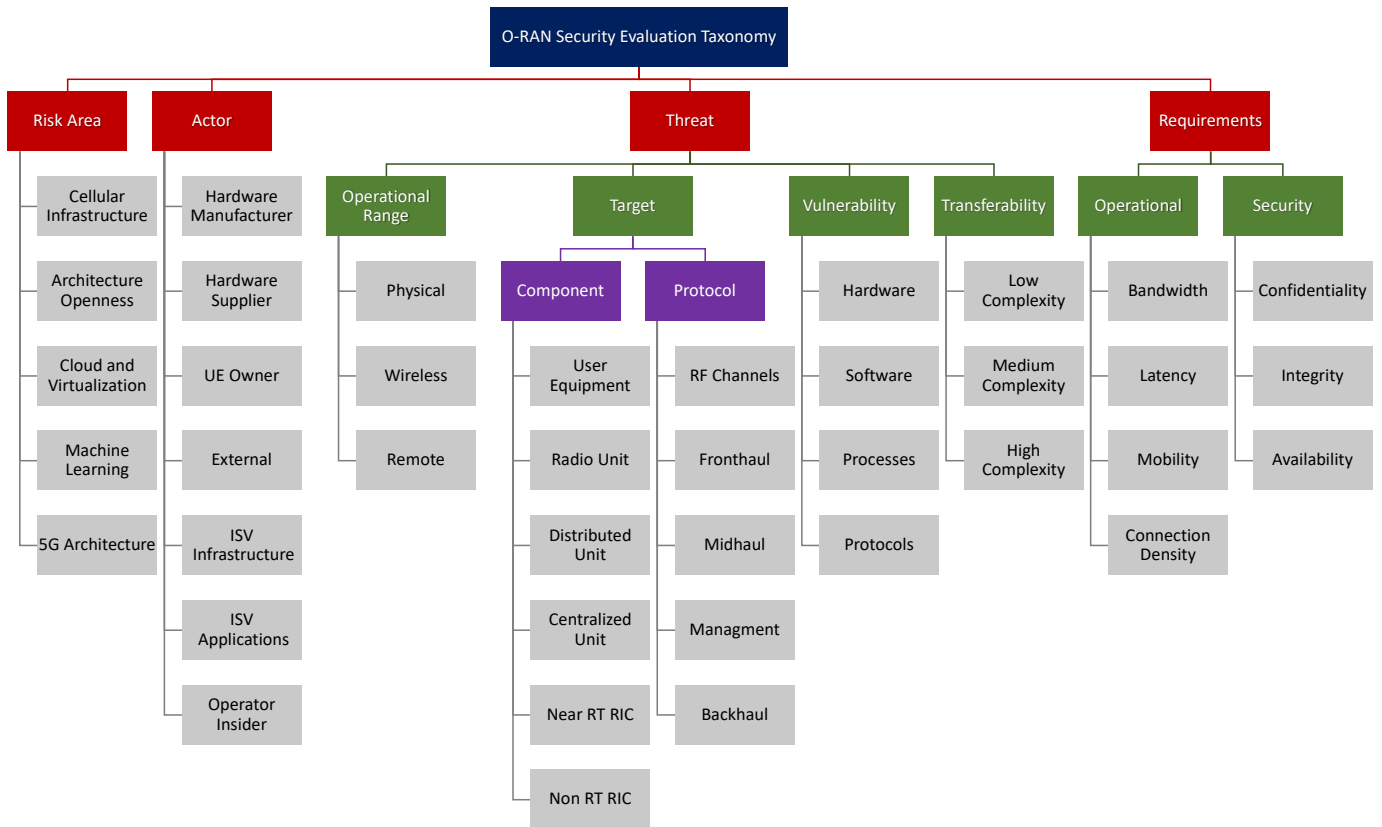 O-RAN Security Evaluation Taxonomy
Risk Area
Cellular
Infrastructure
Architecture
Openness
Cloud and
Virtualization
Machine
Learning
5G Architecture
Actor
Hardware
Manufacturer
Hardware
Supplier
UE Owner
External
ISV
Infrastructure
ISV
Applications
Operator
Insider
Threat
Operational
Range
Physical
Wireless
Remote
Target
Component
User
Equipment
Radio Unit
Distributed
Unit
Centralized
Unit
Near RT RIC
Non RT RIC
Protocol
RF Channels
Fronthaul
Midhaul
Managment
Backhaul
Vulnerability
Hardware
Software
Processes
Protocols
Transferability
Low
Complexity
Medium
Complexity
High
Complexity
Requirements
Operational
Bandwidth
Latency
Mobility
Connection
Density
Security
Confidentiality
Integrity
Availability